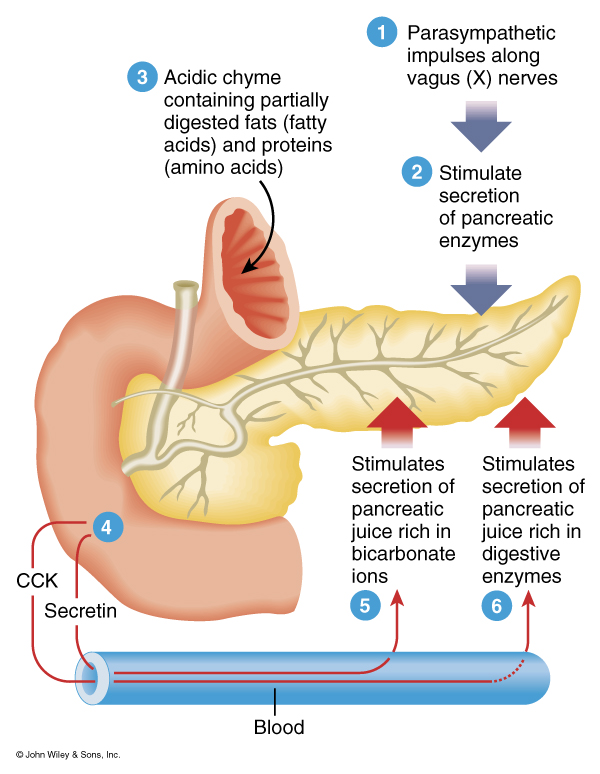 1 Parasympathetic
impulses along
vagus (X) nerves
3 Acidic chyme
containing partially
digested fats (fatty
acids) and proteins
(amino acids)
2 Stimulate
secretion
of pancreatic
enzymes
4
CCK
Secretin
Stimulates
secretion of
pancreatic
juice rich in
bicarbonate
ions
5
Stimulates
secretion of
pancreatic
juice rich in
digestive
enzymes
6
Blood
© John Wiley & Sons, Inc.